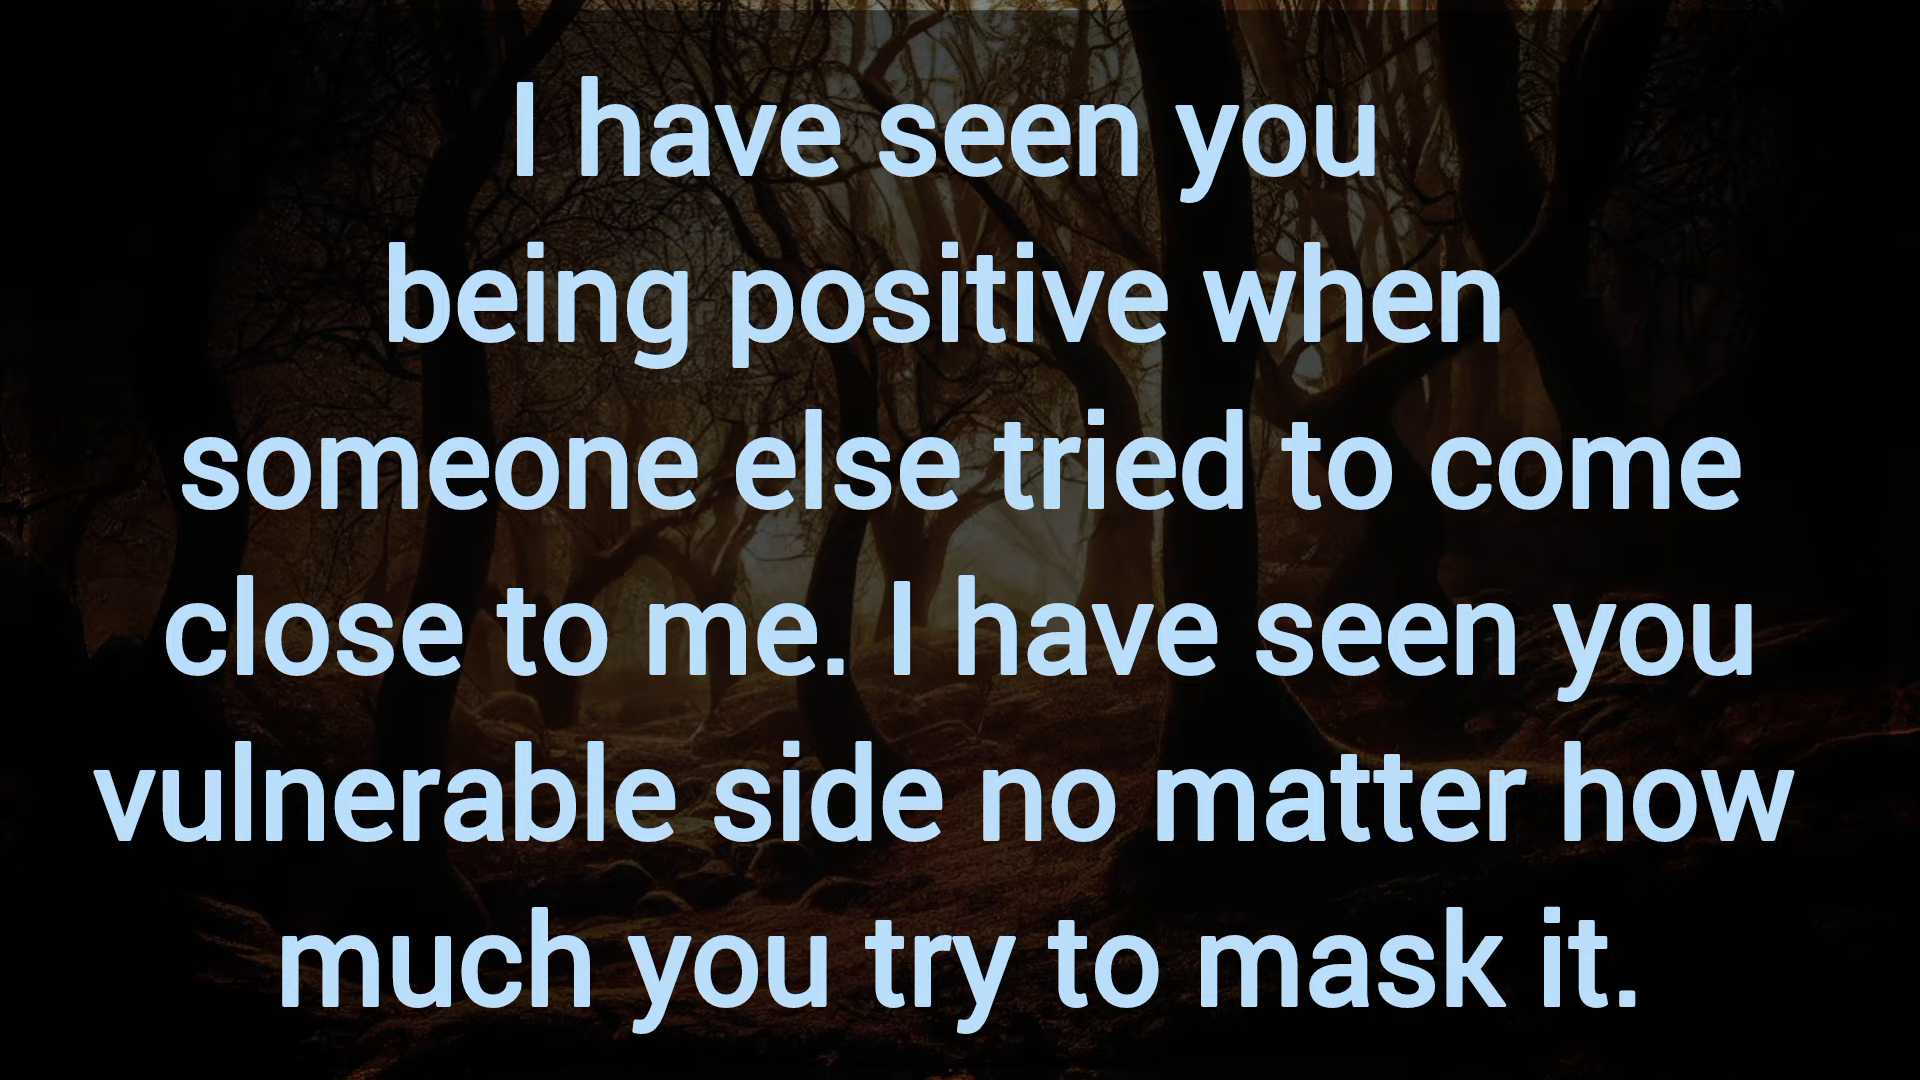 I have seen you
being positive when
someone else tried to come
close to me. I have seen you
vulnerable side no matter how
much you try to mask it.